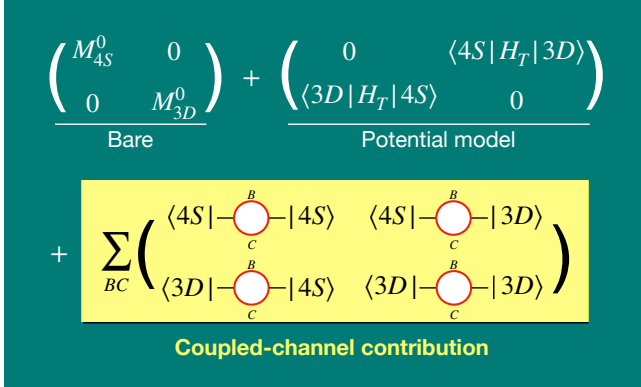 ( M⁰₄S 0 ) + ( 0 ⟨4S|H_T|3D⟩ )
( 0 M⁰₃D ) ( ⟨3D|H_T|4S⟩ 0 )
Bare Potential model
B B
⟨4S|–○–|4S⟩ ⟨4S|–○–|3D⟩
C C
+ ∑ BC (
B B
⟨3D|–○–|4S⟩ ⟨3D|–○–|3D⟩ )
C C
Coupled-channel contribution